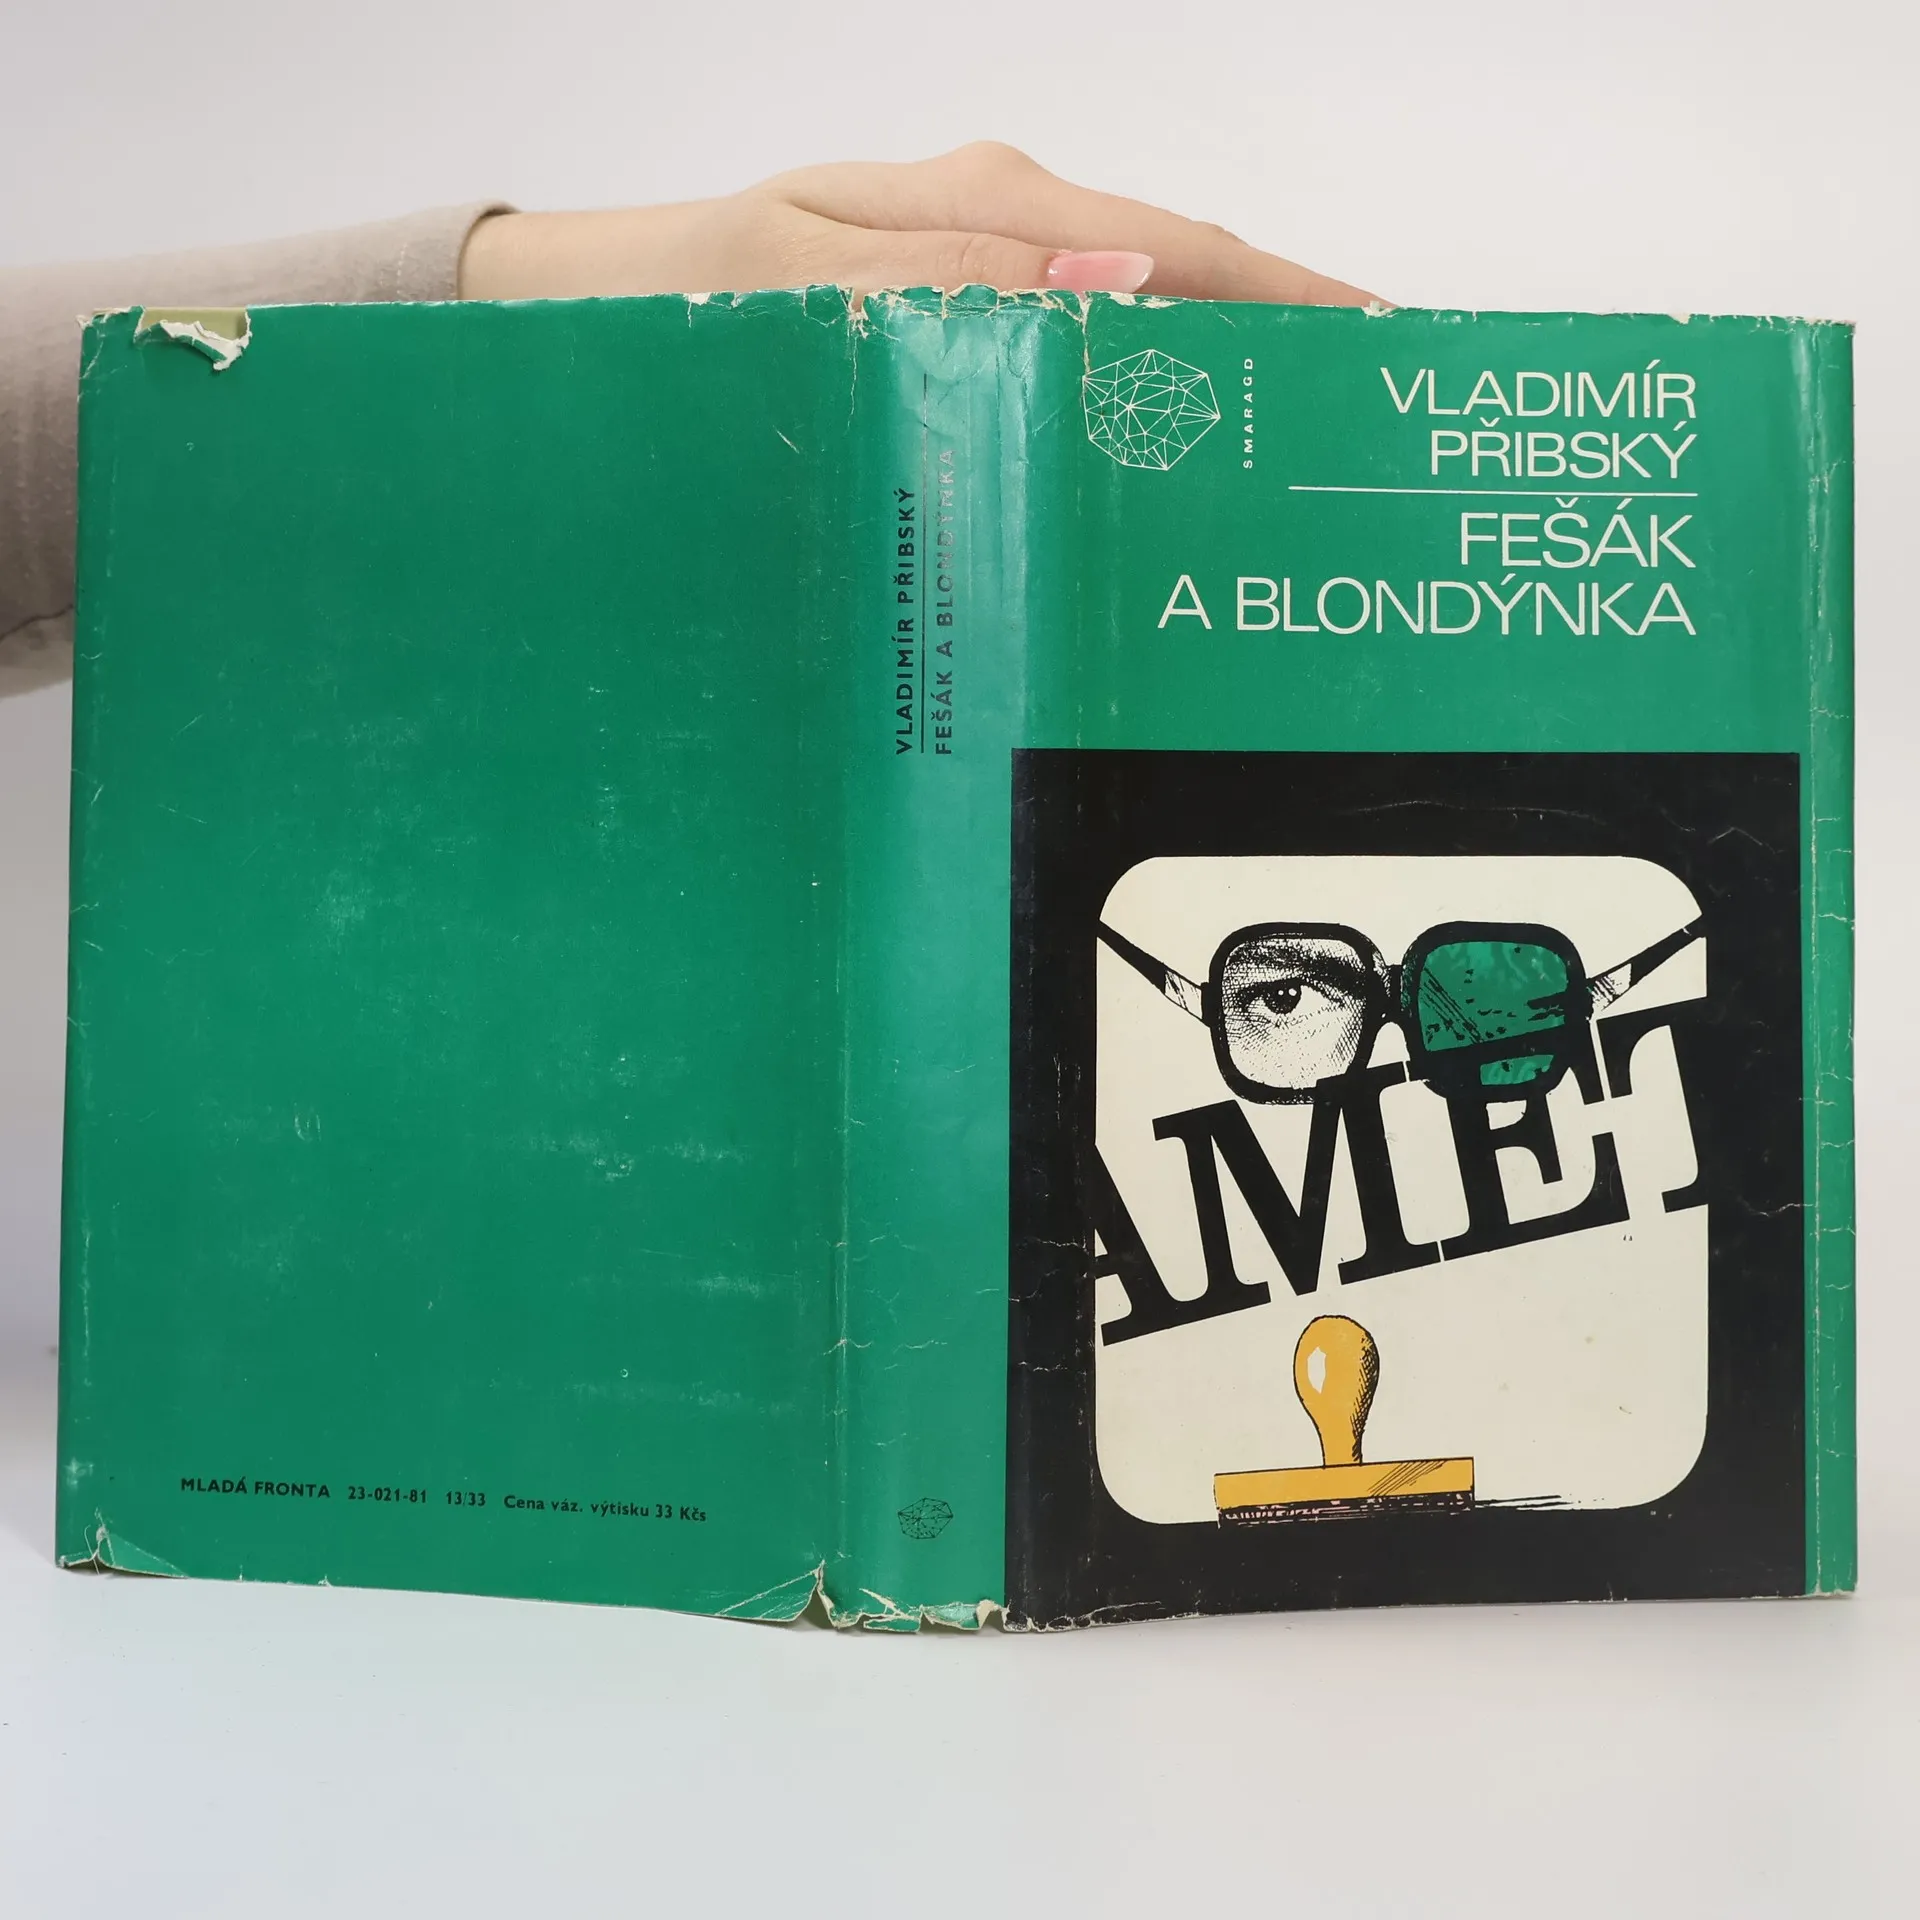 SMARAGD
VLADIMÍR
PŘIBSKÝ
FEŠÁK
A BLONDÝNKA
AMET
VLADIMÍR PŘIBSKÝ
FEŠÁK A BLONDÝNKA
MLADÁ FRONTA 23-021-81 13/33 Cena váz. výtisku 33 Kčs